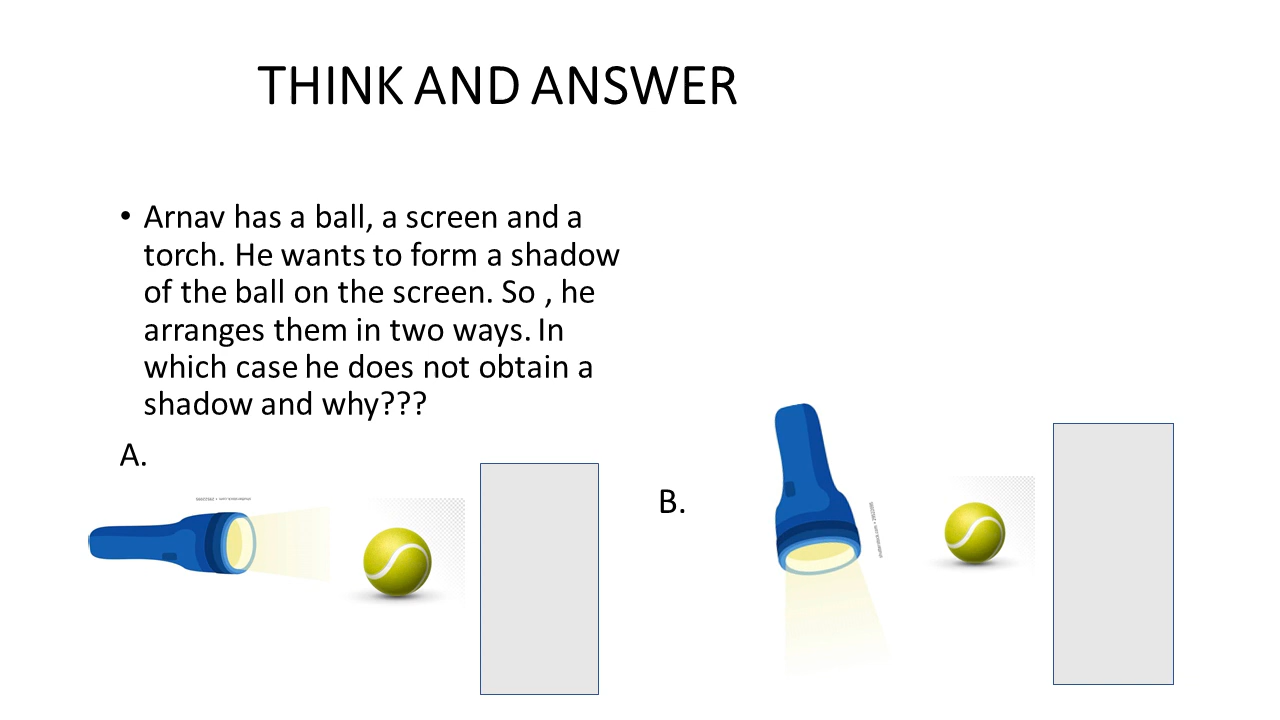 THINK AND ANSWER
• Arnav has a ball, a screen and a
torch. He wants to form a shadow
of the ball on the screen. So , he
arranges them in two ways. In
which case he does not obtain a
shadow and why???
A.
B.